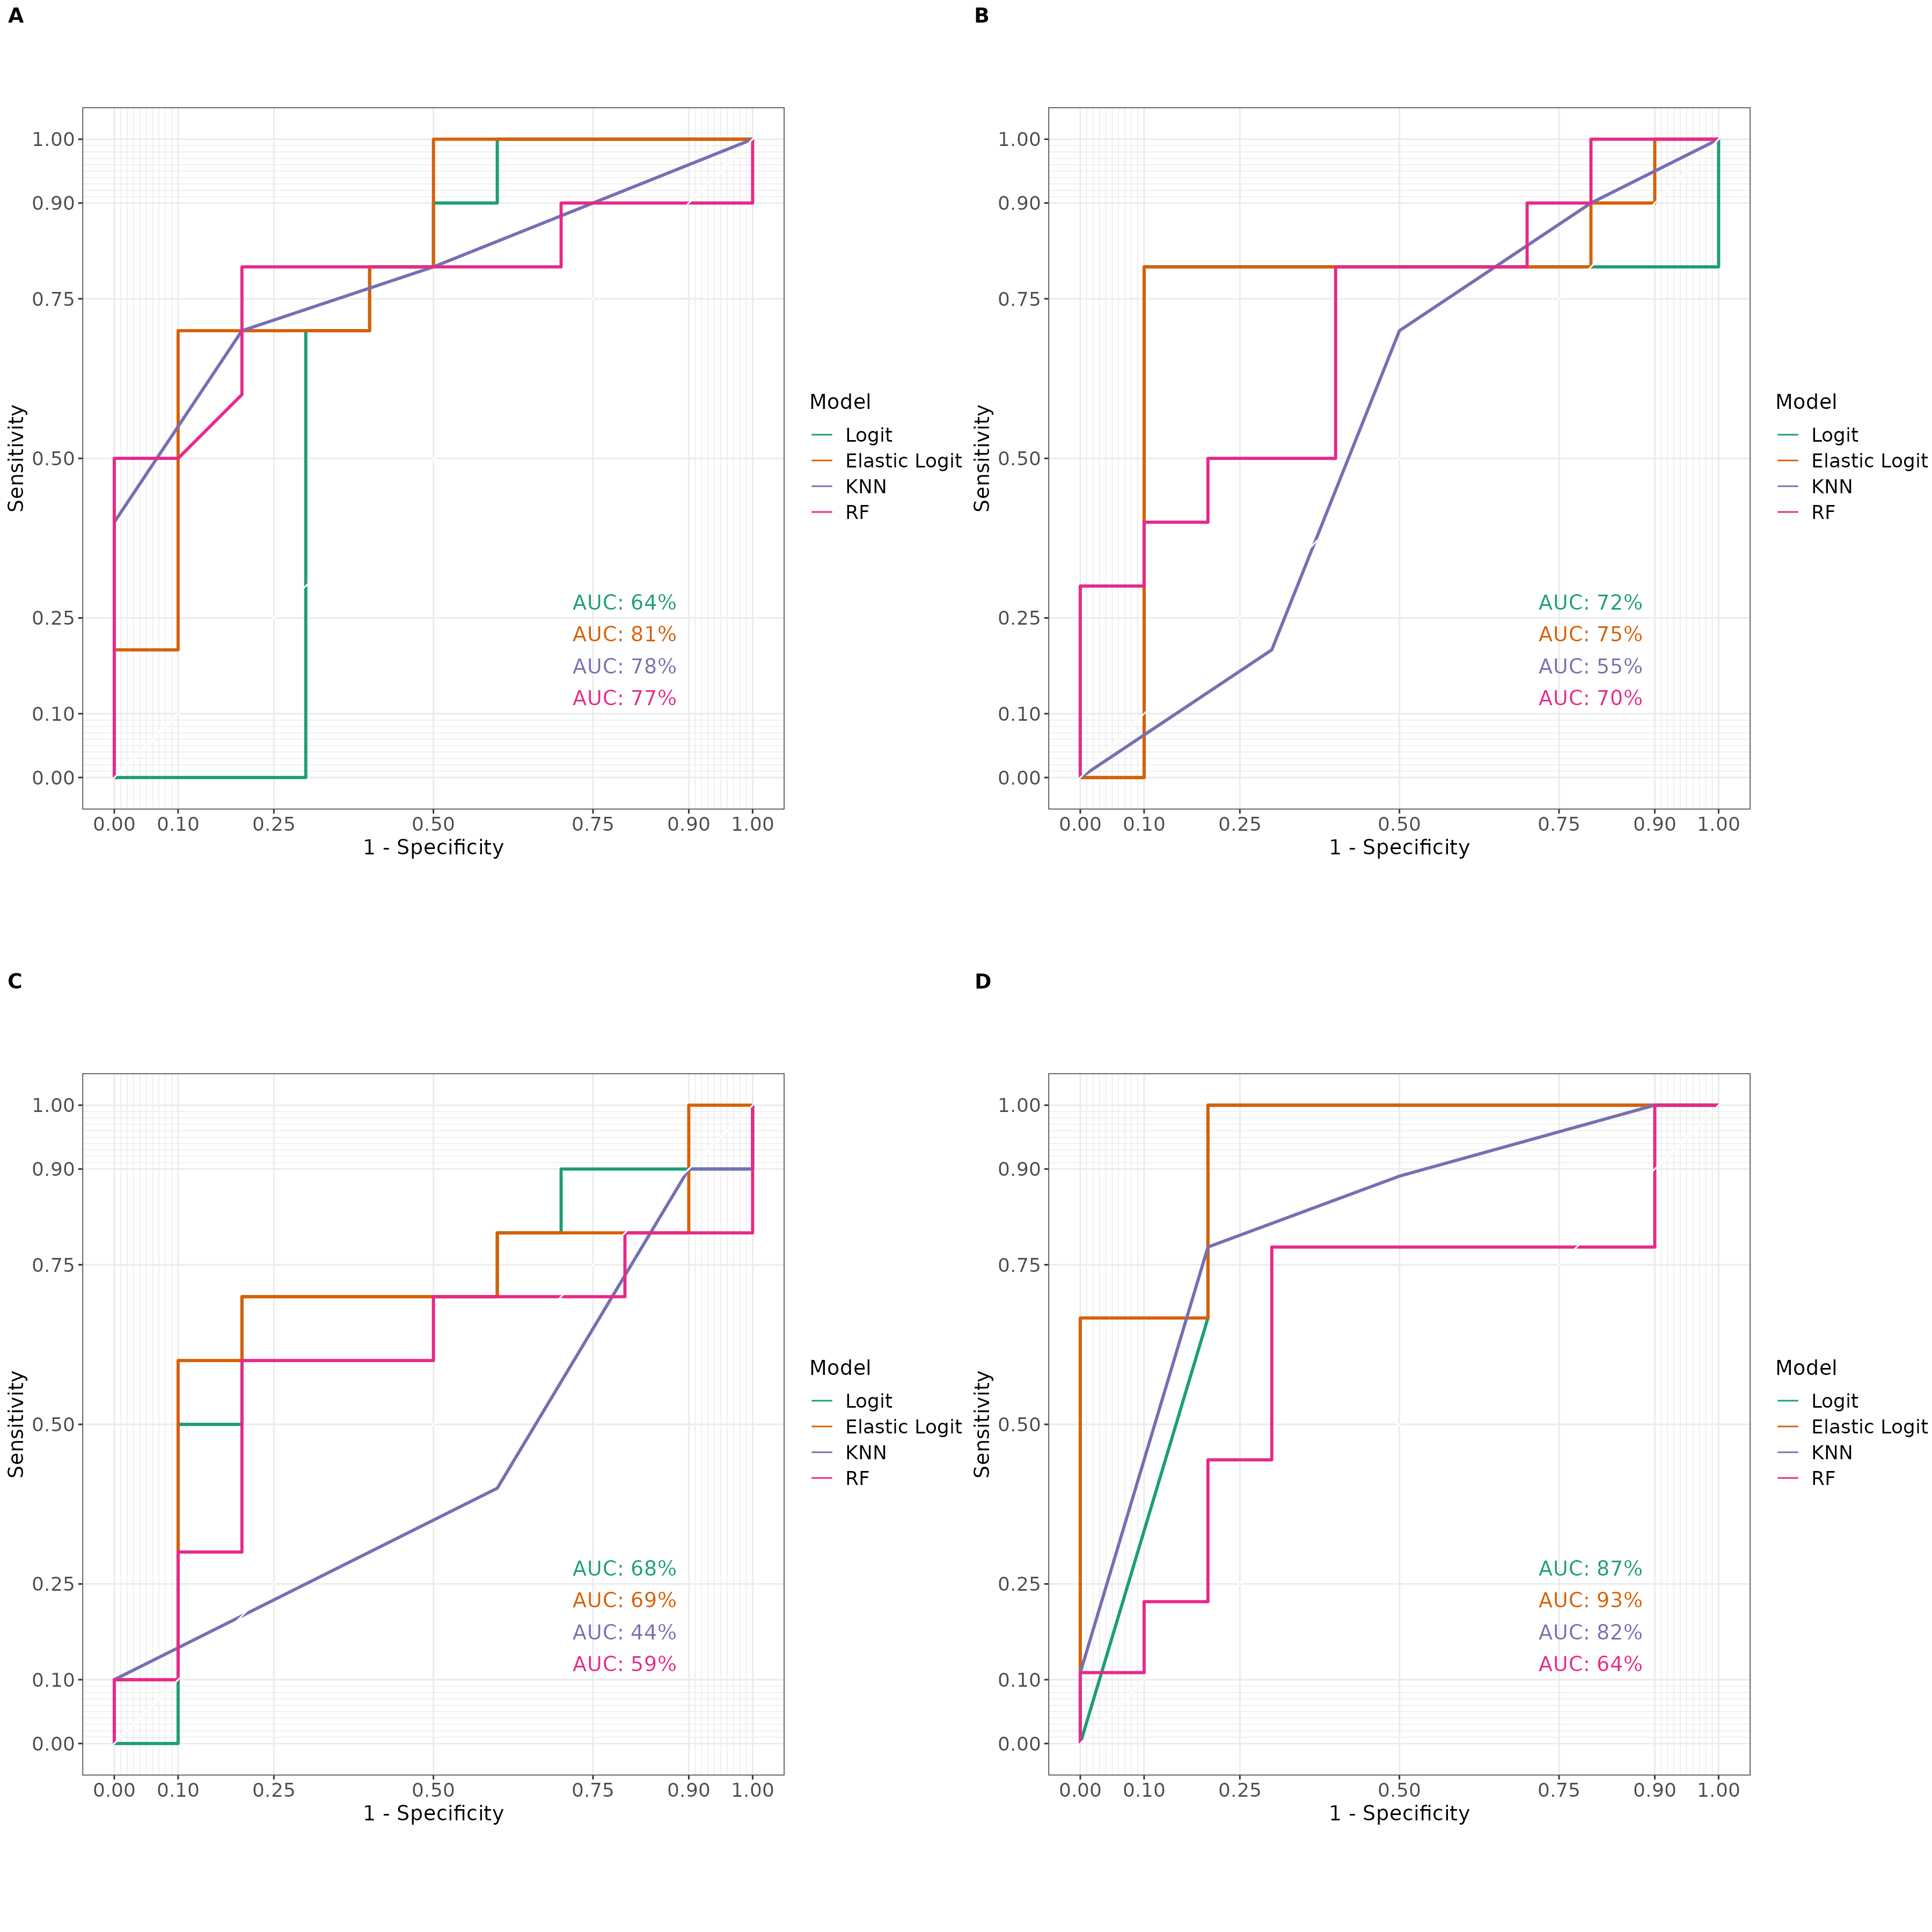 A
Sensitivity
1.00
0.90
0.75
0.50
0.25
0.10
0.00
0.00 0.10 0.25 0.50 0.75 0.90 1.00
1 - Specificity
AUC: 64%
AUC: 81%
AUC: 78%
AUC: 77%
Model
Logit
Elastic Logit
KNN
RF
B
Sensitivity
1.00
0.90
0.75
0.50
0.25
0.10
0.00
0.00 0.10 0.25 0.50 0.75 0.90 1.00
1 - Specificity
AUC: 72%
AUC: 75%
AUC: 55%
AUC: 70%
Model
Logit
Elastic Logit
KNN
RF
C
Sensitivity
1.00
0.90
0.75
0.50
0.25
0.10
0.00
0.00 0.10 0.25 0.50 0.75 0.90 1.00
1 - Specificity
AUC: 68%
AUC: 69%
AUC: 44%
AUC: 59%
Model
Logit
Elastic Logit
KNN
RF
D
Sensitivity
1.00
0.90
0.75
0.50
0.25
0.10
0.00
0.00 0.10 0.25 0.50 0.75 0.90 1.00
1 - Specificity
AUC: 87%
AUC: 93%
AUC: 82%
AUC: 64%
Model
Logit
Elastic Logit
KNN
RF